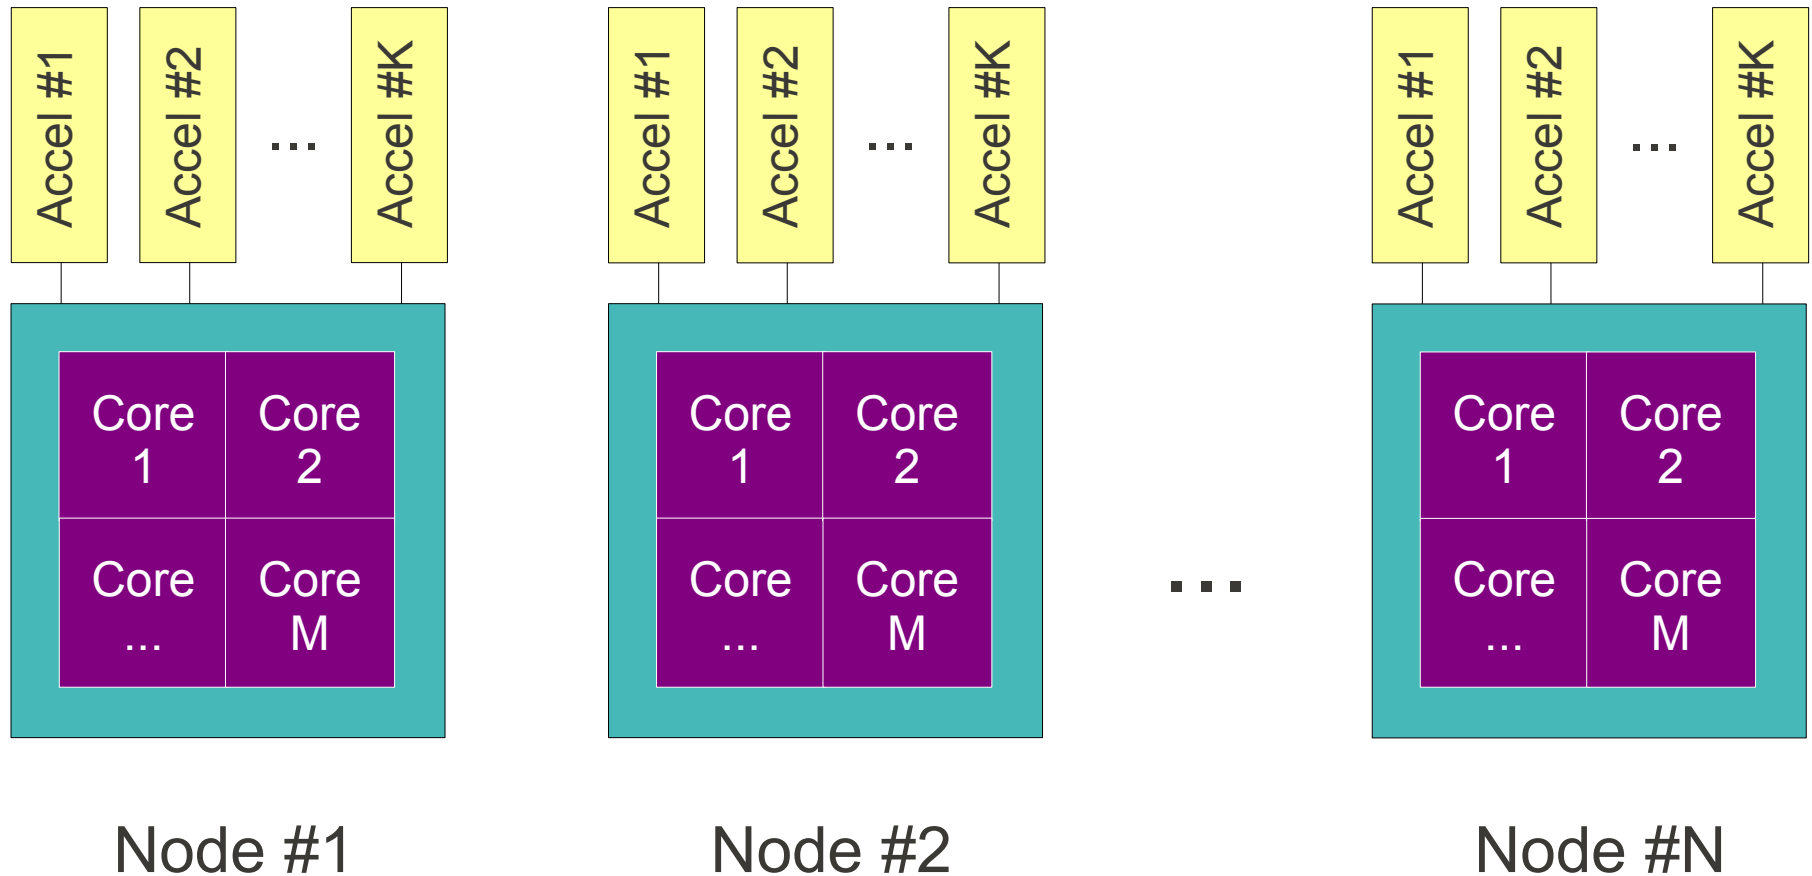 Accel #1
Accel #2
...
Accel #K
Accel #1
Accel #2
...
Accel #K
Accel #1
Accel #2
...
Accel #K
Core
1
Core
2
Core
...
Core
M
Core
1
Core
2
Core
...
Core
M
...
Core
1
Core
2
Core
...
Core
M
Node #1
Node #2
Node #N